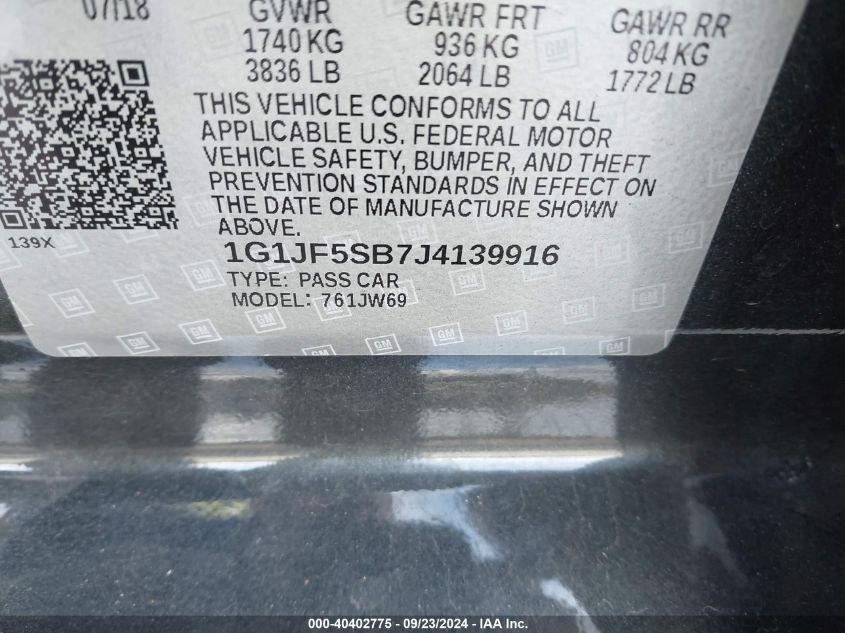 07/18 GVWR GAWR FRT GAWR RR
1740 KG 936 KG 804 KG
3836 LB 2064 LB 1772 LB
THIS VEHICLE CONFORMS TO ALL
APPLICABLE U.S. FEDERAL MOTOR
VEHICLE SAFETY, BUMPER, AND THEFT
PREVENTION STANDARDS IN EFFECT ON
THE DATE OF MANUFACTURE SHOWN
ABOVE.
139X
1G1JF5SB7J4139916
TYPE: PASS CAR
MODEL: 761JW69
000-40402775 - 09/23/2024 - IAA Inc.